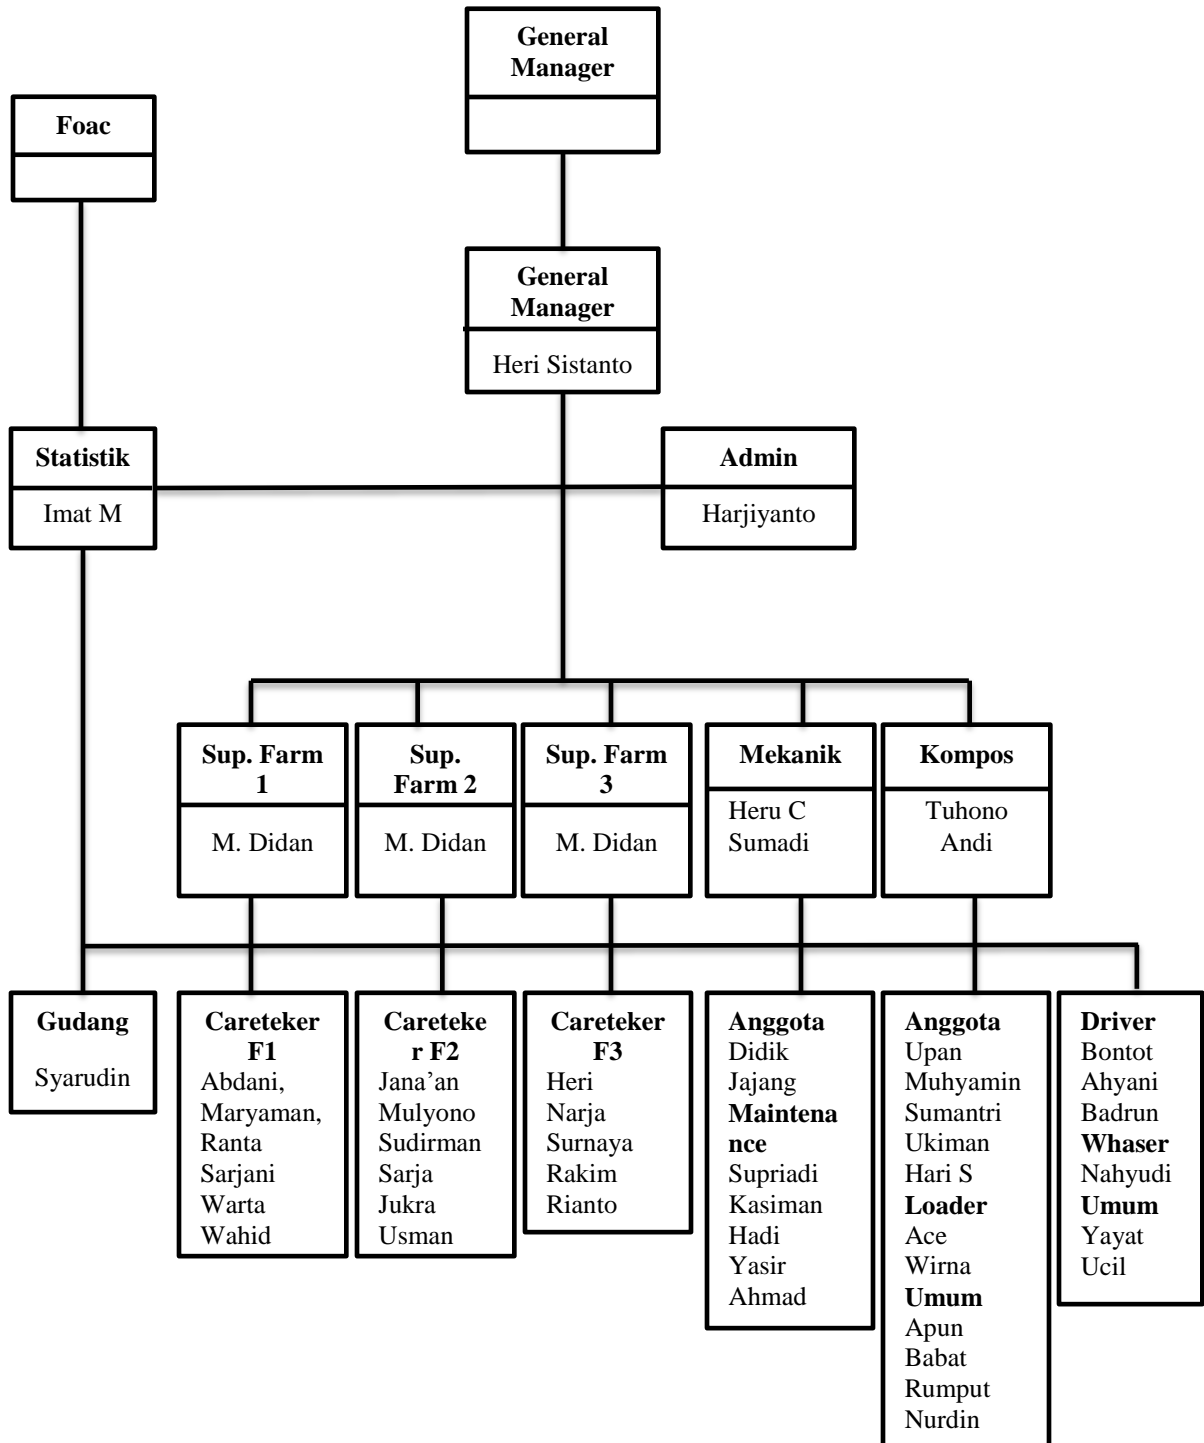 General
Manager
Foac
General
Manager
Heri Sistanto
Statistik
Imat M
Admin
Harjiyanto
Sup. Farm
1
M. Didan
Sup.
Farm 2
M. Didan
Sup. Farm
3
M. Didan
Mekanik
Heru C
Sumadi
Kompos
Tuhono
Andi
Gudang
Syarudin
Careteker
F1
Abdani,
Maryaman,
Ranta
Sarjani
Warta
Wahid
Careteke
r F2
Jana’an
Mulyono
Sudirman
Sarja
Jukra
Usman
Careteker
F3
Heri
Narja
Surnaya
Rakim
Rianto
Anggota
Didik
Jajang
Maintena
nce
Supriadi
Kasiman
Hadi
Yasir
Ahmad
Anggota
Upan
Muhyamin
Sumantri
Ukiman
Hari S
Loader
Ace
Wirna
Umum
Apun
Babat
Rumput
Nurdin
Driver
Bontot
Ahyani
Badrun
Whaser
Nahyudi
Umum
Yayat
Ucil